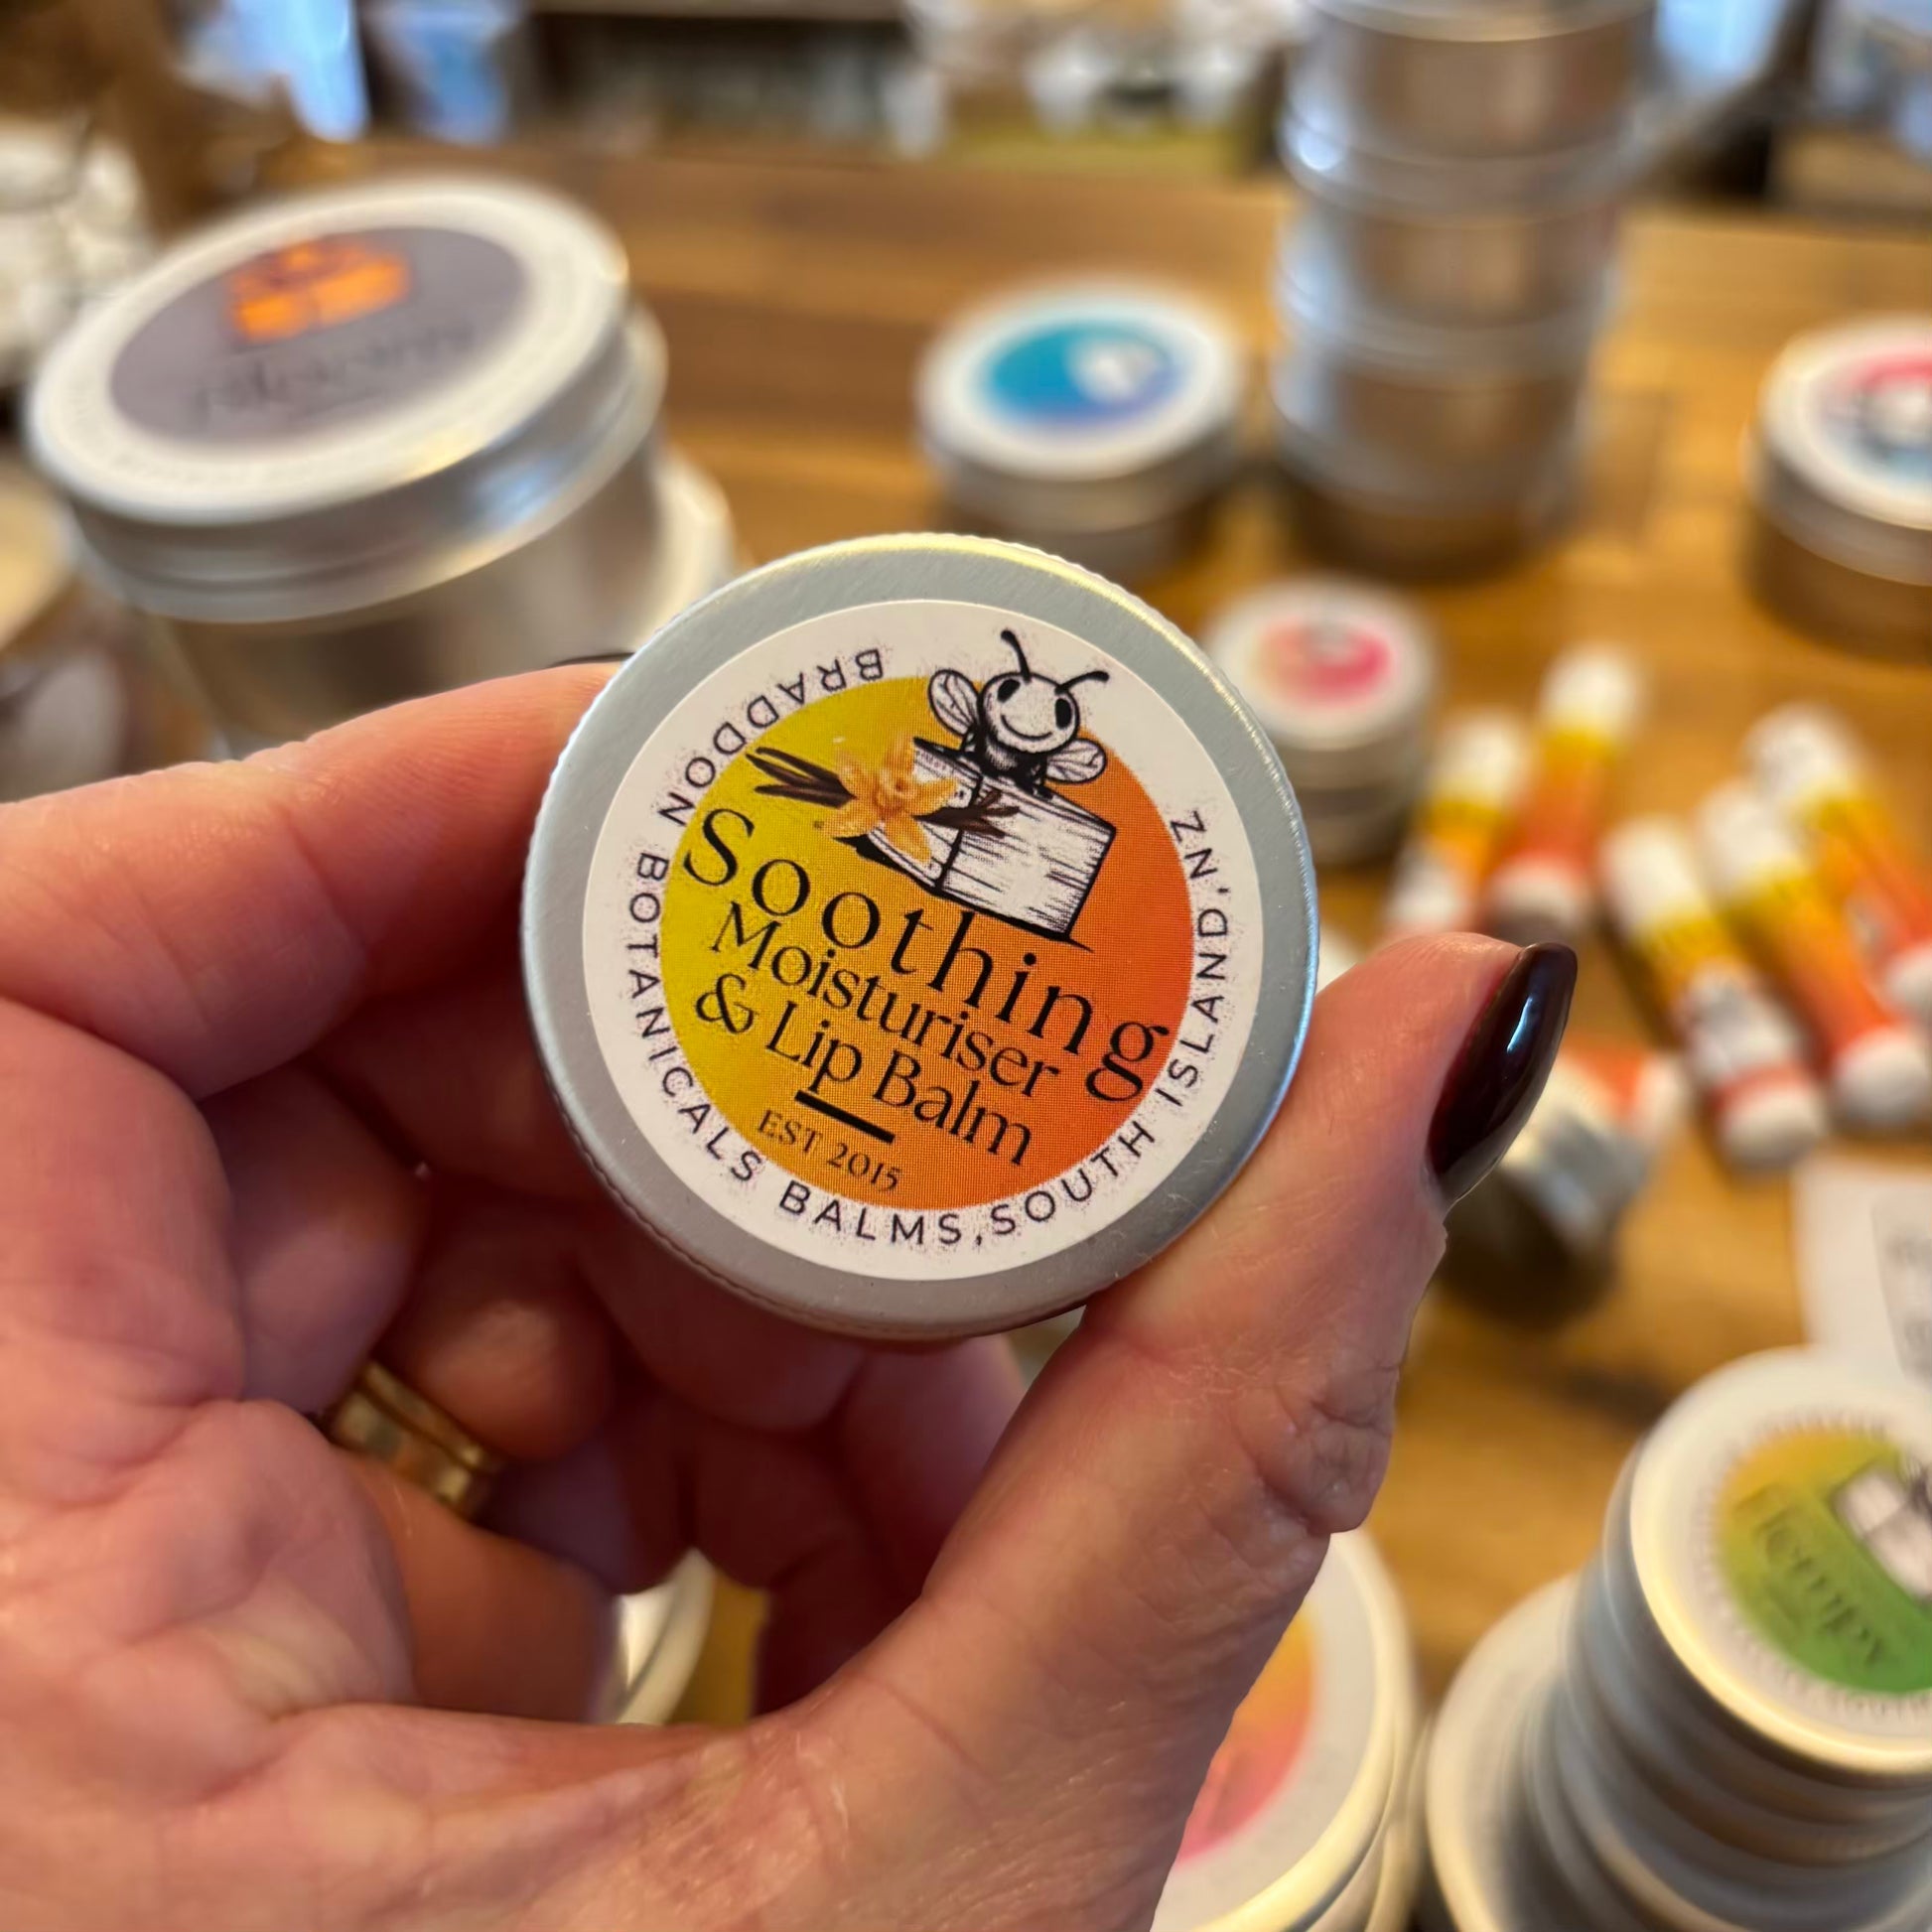 BRADDON BOTANICALS BALMS, SOUTH ISLAND, NZ
Soothing
Moisturiser
& Lip Balm
EST 2015